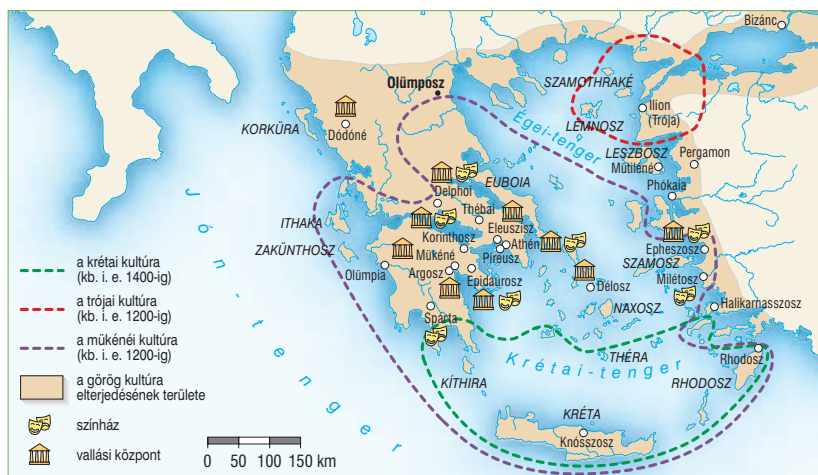 Bizánc
Olümposz
SZAMOTHRAKÉ
Ilion
(Trója)
Dódóné
KORKÜRA
LÉMNOSZ
Égei-tenger
LESZBOSZ
Mütiléné
Pergamon
Phókaia
Delphoi
EUBOIA
Thébai
Eleuszisz
ITHAKA
Korinthosz
Athén
Epheszosz
ZAKÜNTHOSZ
Mükéné
Pireusz
SZAMOSZ
Argosz
Epidaurosz
Milétosz
Olümpia
Délosz
NAXOSZ
Halikarnasszosz
Spárta
Jón-tenger
THÉRA
Krétai-tenger
Rhodosz
KÍTHIRA
RHODOSZ
KRÉTA
Knósszosz
a krétai kultúra
(kb. i. e. 1400-ig)
a trójai kultúra
(kb. i. e. 1200-ig)
a mükénéi kultúra
(kb. i. e. 1200-ig)
a görög kultúra
elterjedésének területe
színház
vallási központ
0 50 100 150 km